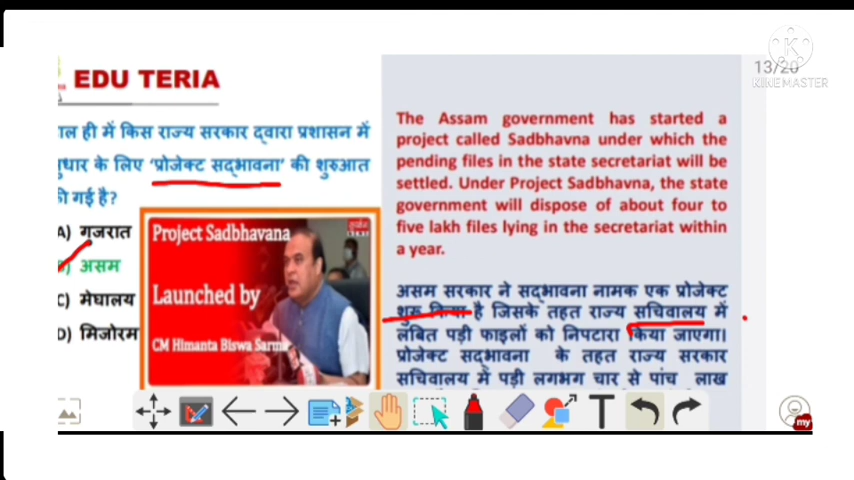 13/20
KINEMASTER
EDU TERIA
ाल ही में किस राज्य सरकार द्वारा प्रशासन में
ुधार के लिए 'प्रोजेक्ट सद्भावना' की शुरुआत
ी गई है?
A) गुजरात
असम
C) मेघालय
D) मिजोरम
Project Sadbhavana
Launched by
CM Himanta Biswa Sarma
The Assam government has started a
project called Sadbhavna under which the
pending files in the state secretariat will be
settled. Under Project Sadbhavna, the state
government will dispose of about four to
five lakh files lying in the secretariat within
a year.
असम सरकार ने सद्भावना नामक एक प्रोजेक्ट
शुरू किया है जिसके तहत राज्य सचिवालय में
लंबित पड़ी फाइलों को निपटारा किया जाएगा।
प्रोजेक्ट सद्भावना के तहत राज्य सरकार
सचिवालय में पड़ी लगभग चार से पांच लाख
T
my